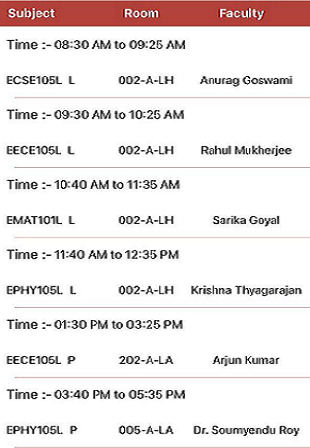 Subject Room Faculty
Time :- 08:30 AM to 09:25 AM
ECSE105L L 002-A-LH Anurag Goswami
Time :- 09:30 AM to 10:25 AM
EECE105L L 002-A-LH Rahul Mukherjee
Time :- 10:40 AM to 11:35 AM
EMAT101L L 002-A-LH Sarika Goyal
Time :- 11:40 AM to 12:35 PM
EPHY105L L 002-A-LH Krishna Thyagarajan
Time :- 01:30 PM to 03:25 PM
EECE105L P 202-A-LA Arjun Kumar
Time :- 03:40 PM to 05:35 PM
EPHY105L P 005-A-LA Dr. Soumyendu Roy